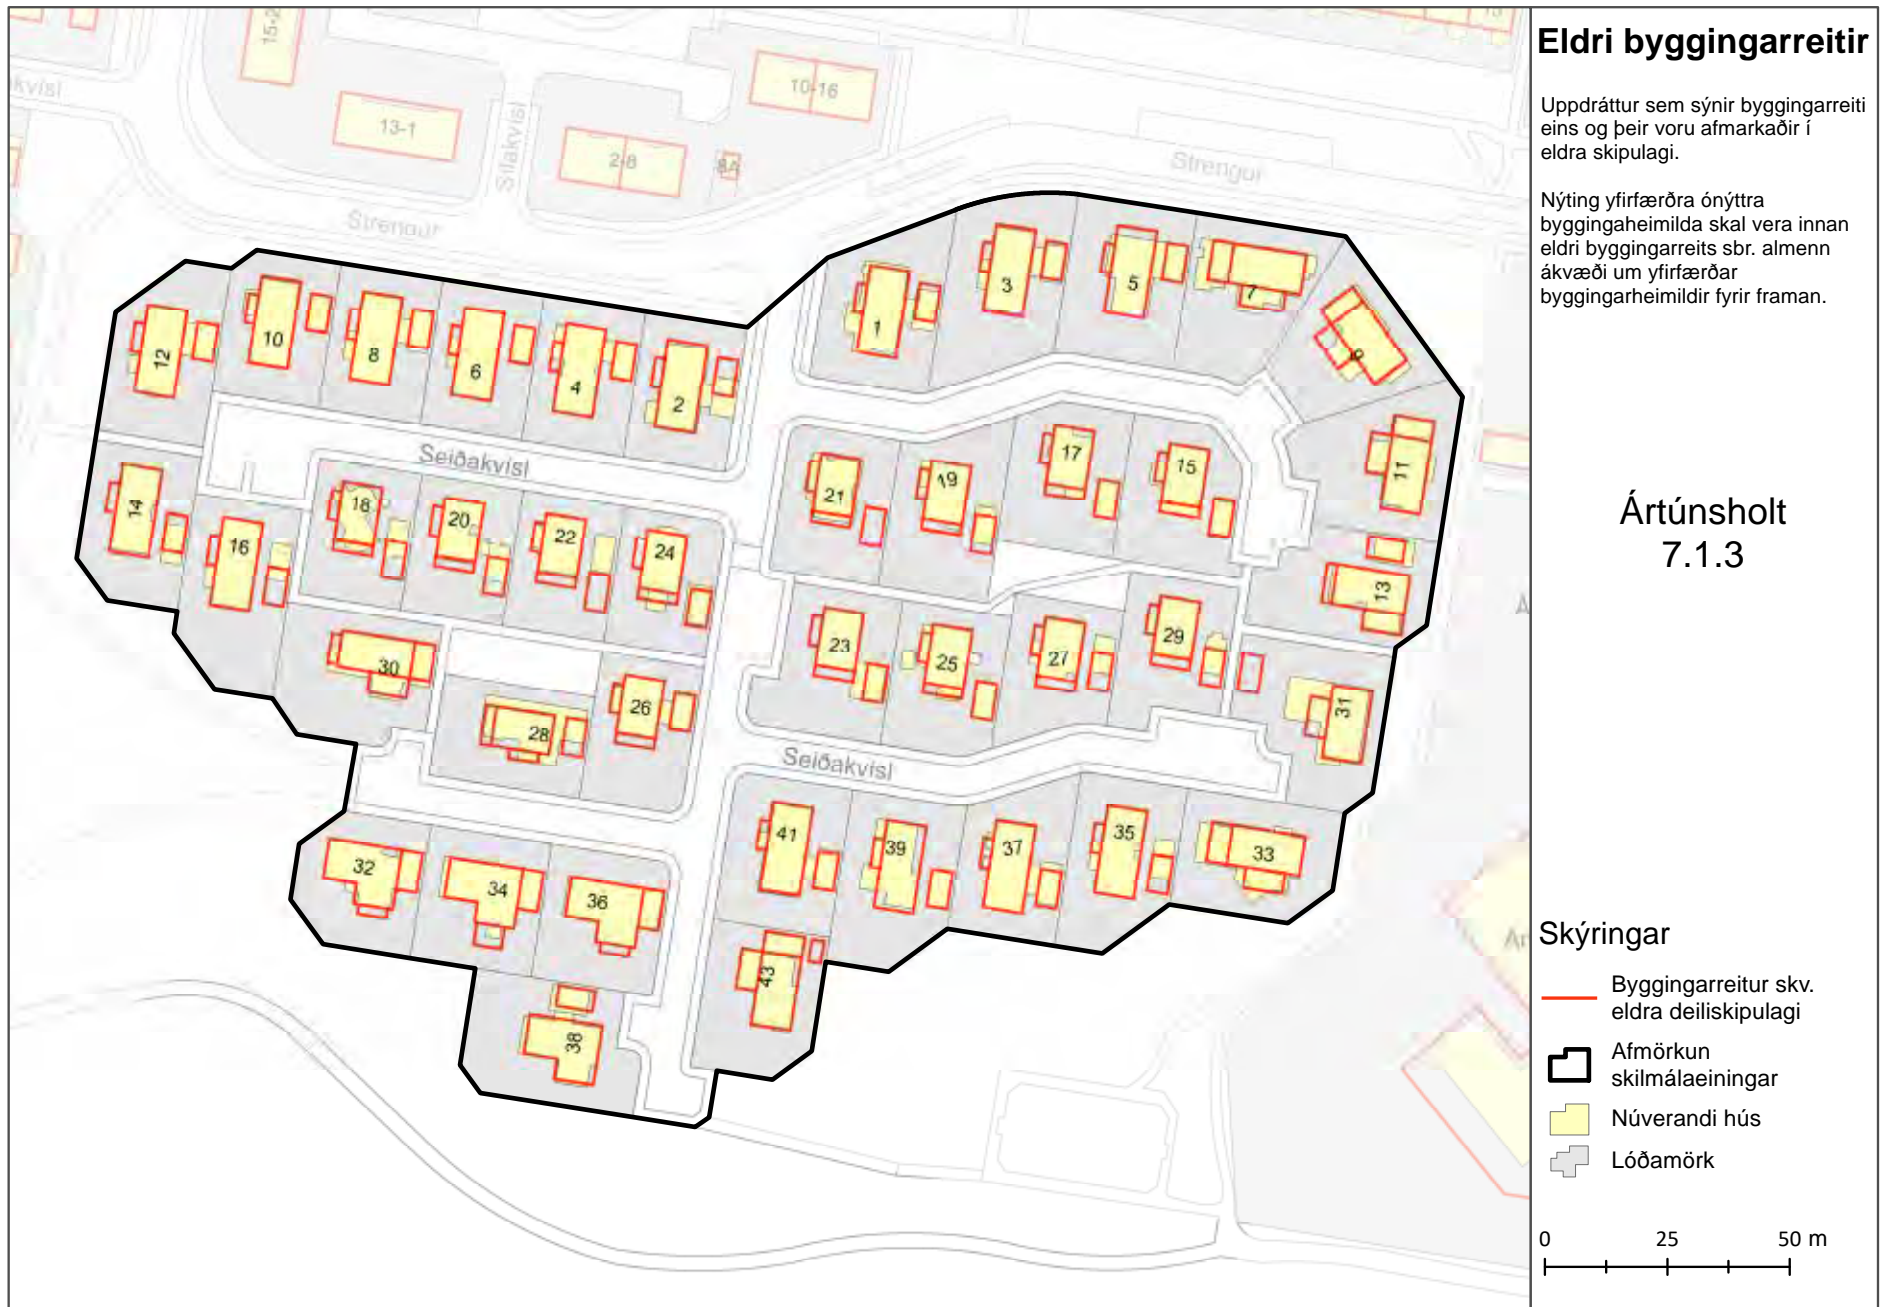 Eldri byggingarreitir
Uppdráttur sem sýnir byggingarreiti
eins og þeir voru afmarkaðir í
eldra skipulagi.
Nýting yfirfærðra ónýttra
byggingaheimilda skal vera innan
eldri byggingarreits sbr. almenn
ákvæði um yfirfærðar
byggingarheimildir fyrir framan.
Ártúnsholt
7.1.3
Skýringar
Byggingarreitur skv.
eldra deiliskipulagi
Afmörkun
skilmálaeiningar
Núverandi hús
Lóðamörk
0 25 50 m
13-1
2-8
8A
10-16
Silakvísl
Strengur
Strengur
1
3
5
7
9
12
10
8
6
4
2
11
Seiðakvísl
14
16
18
20
22
24
21
19
17
15
13
30
28
26
23
25
27
29
31
Seiðakvísl
32
34
36
41
39
37
35
33
43
38